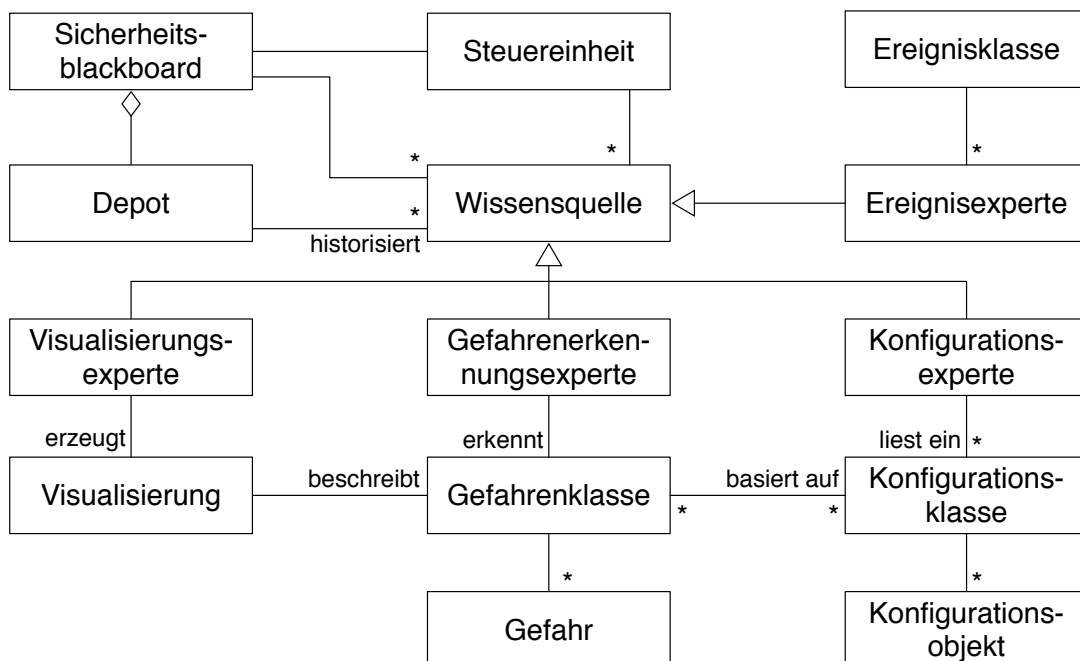 Sicherheits-
blackboard
Steuereinheit
Ereignisklasse
*
*
*
Depot
*
historisiert
Wissensquelle
Ereignisexperte
Visualisierungs-
experte
Gefahrenerken-
nungsexperte
Konfigurations-
experte
erzeugt
erkennt
liest ein *
Visualisierung
beschreibt
Gefahrenklasse
basiert auf
* *
Konfigurations-
klasse
*
*
Gefahr
Konfigurations-
objekt